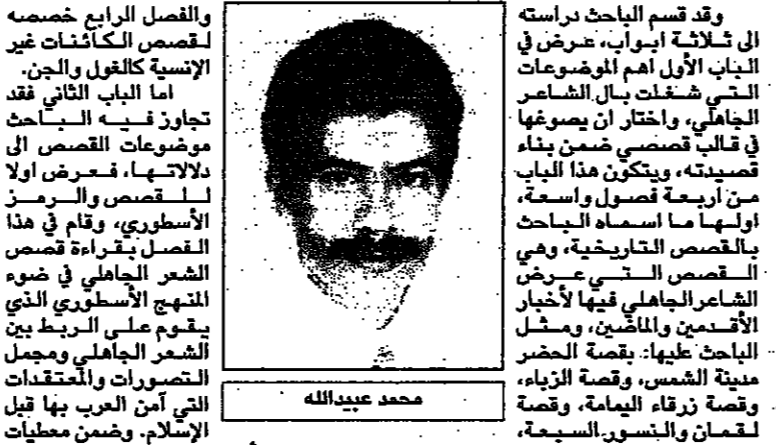 وقد قسم الباحث دراسته
الى ثلاثة ابواب، عرض في
الباب الأول اهم الموضوعات
التي شغلت بال الشاعر
الجاهلي، واختار ان يصوغها
في قالب قصصي ضمن بناء
قصيدته، ويتكون هذا الباب
من اربعة فصول واسعة،
اولها ما اسماه الباحث
بالقصص التاريخية، وهي
القصص التي عرض
الشاعر الجاهلي فيها لأخبار
الأقدمين والماضين، ومثل
الباحث عليها: بقصة الحضر
مدينة الشمس، وقصة الزباء،
وقصة زرقاء اليمامة، وقصة
لقمان والنسور السبعة،
محمد عبيدالله
والفصل الرابع خصصه
لقصص الكائنات غير
الإنسية كالغول والجن.
اما الباب الثاني فقد
تجاوز فيه الباحث
موضوعات القصص الى
دلالاتها، فعرض اولا
للقصص والرمز
الأسطوري، وقام في هذا
الفصل بقراءة قصص
الشعر الجاهلي في ضوء
المنهج الأسطوري الذي
يقوم على الربط بين
الشعر الجاهلي ومجمل
التصورات والمعتقدات
التي آمن العرب بها قبل
الإسلام. وضمن معطيات